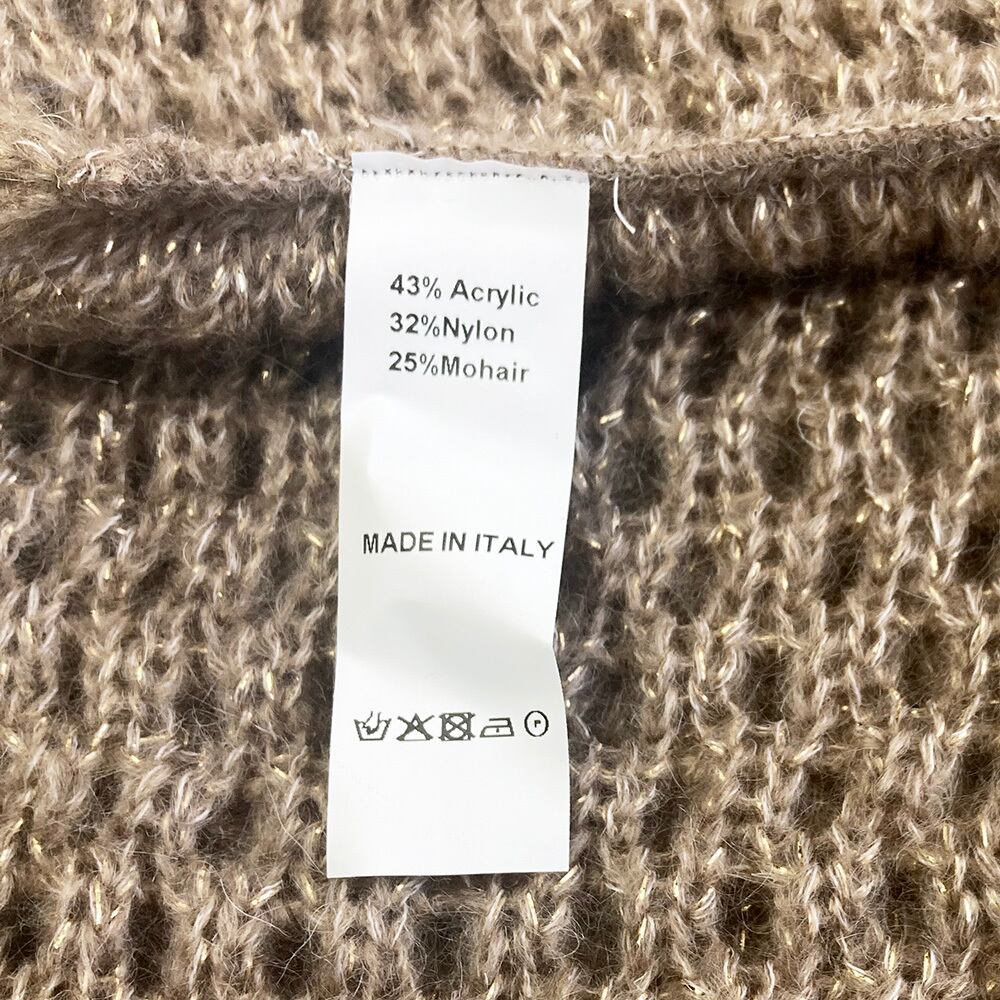 43% Acrylic
32%Nylon
25%Mohair
MADE IN ITALY
P